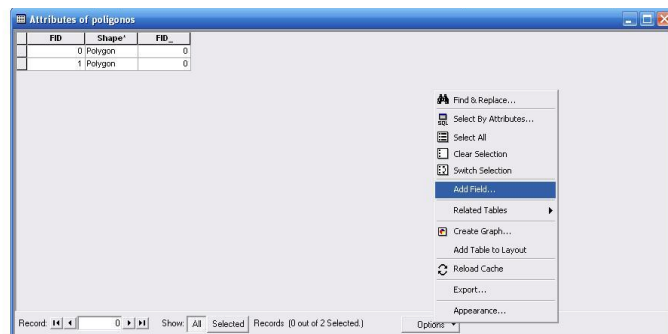 Attributes of poligonos
FID Shape* FID_
0 Polygon 0
1 Polygon 0
Find & Replace...
SQL
Select By Attributes...
Select All
Clear Selection
Switch Selection
Add Field...
Related Tables
Create Graph...
Add Table to Layout
Reload Cache
Export...
Appearance...
Record: 0 Show: All Selected Records (0 out of 2 Selected.) Options